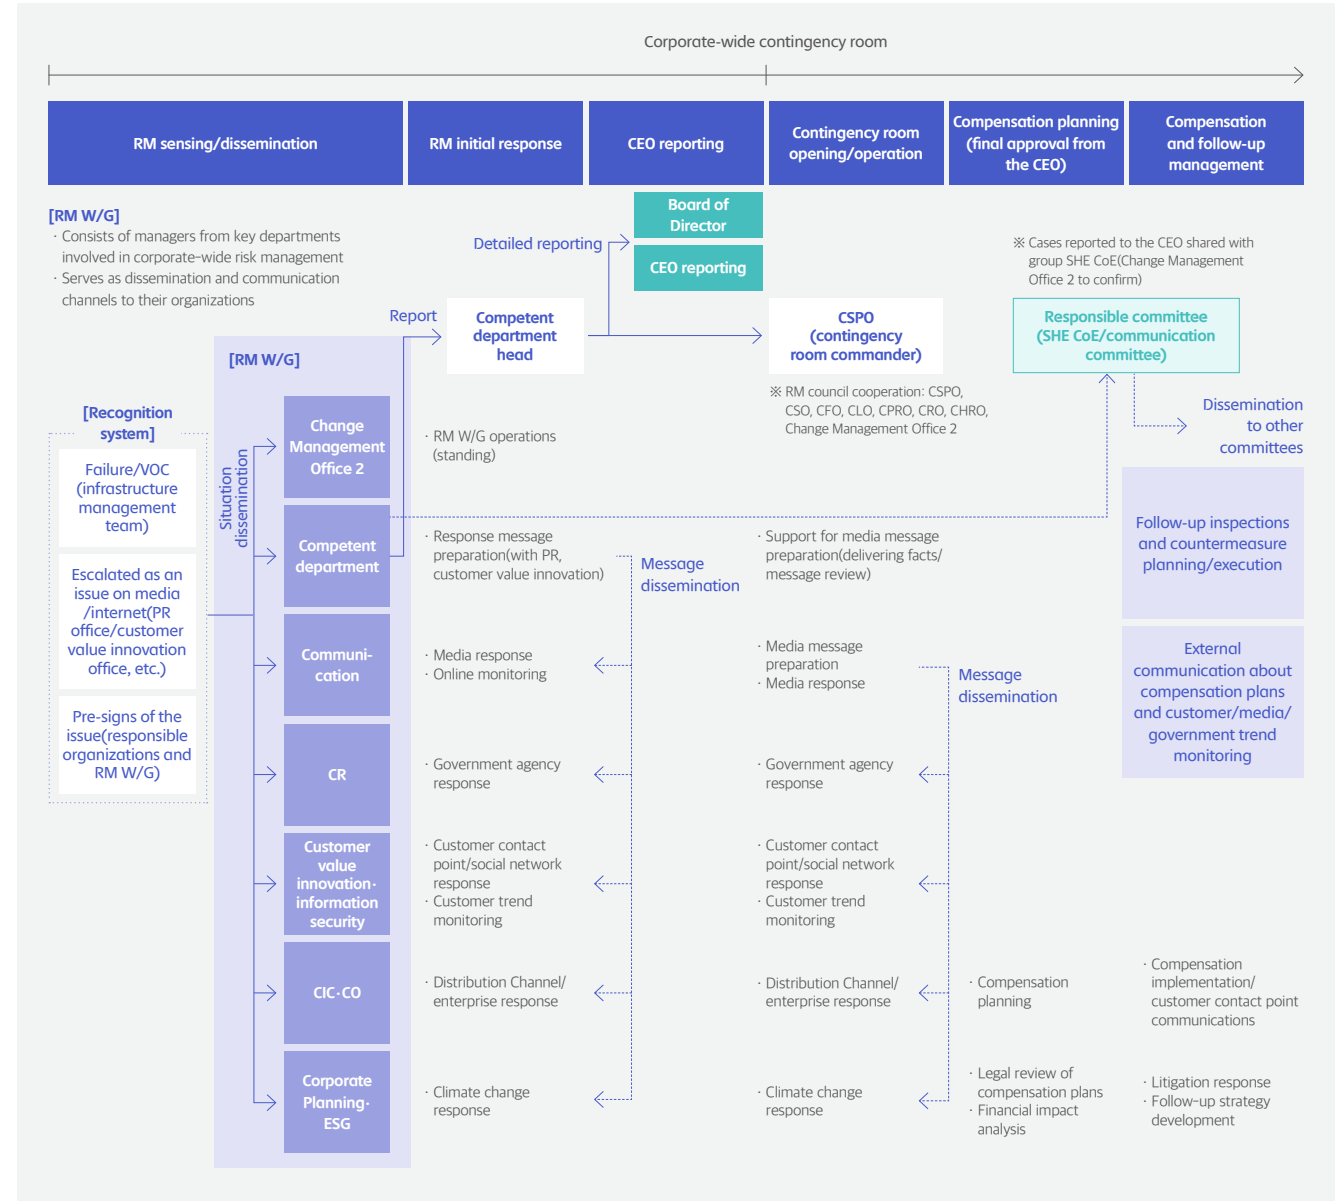 Corporate-wide contingency room
RM sensing/dissemination
RM initial response
CEO reporting
Contingency room
opening/operation
Compensation planning
(final approval from
the CEO)
Compensation
and follow-up
management
[RM W/G]
· Consists of managers from key departments
involved in corporate-wide risk management
· Serves as dissemination and communication
channels to their organizations
Detailed reporting
Board of
Director
CEO reporting
※ Cases reported to the CEO shared with
group SHE CoE(Change Management
Office 2 to confirm)
Report
Competent
department
head
CSPO
(contingency
room commander)
Responsible committee
(SHE CoE/communication
committee)
※ RM council cooperation: CSPO,
CSO, CFO, CLO, CPRO, CRO, CHRO,
Change Management Office 2
Dissemination
to other
committees
[RM W/G]
[Recognition
system]
Failure/VOC
(infrastructure
management
team)
Escalated as an
issue on media
/internet(PR
office/customer
value innovation
office, etc.)
Pre-signs of the
issue(responsible
organizations and
RM W/G)
Situation
dissemination
Change
Management
Office 2
· RM W/G operations
(standing)
Competent
department
· Response message
preparation(with PR,
customer value innovation)
Message
dissemination
· Support for media message
preparation(delivering facts/
message review)
Follow-up inspections
and countermeasure
planning/execution
Communi-
cation
· Media response
· Online monitoring
· Media message
preparation
· Media response
Message
dissemination
External
communication about
compensation plans
and customer/media/
government trend
monitoring
CR
· Government agency
response
· Government agency
response
Customer
value
innovation·
information
security
· Customer contact
point/social network
response
· Customer trend
monitoring
· Customer contact
point/social network
response
· Customer trend
monitoring
CIC·CO
· Distribution Channel/
enterprise response
· Distribution Channel/
enterprise response
· Compensation
planning
· Compensation
implementation/
customer contact point
communications
Corporate
Planning·
ESG
· Climate change
response
· Climate change
response
· Legal review of
compensation plans
· Financial impact
analysis
· Litigation response
· Follow-up strategy
development